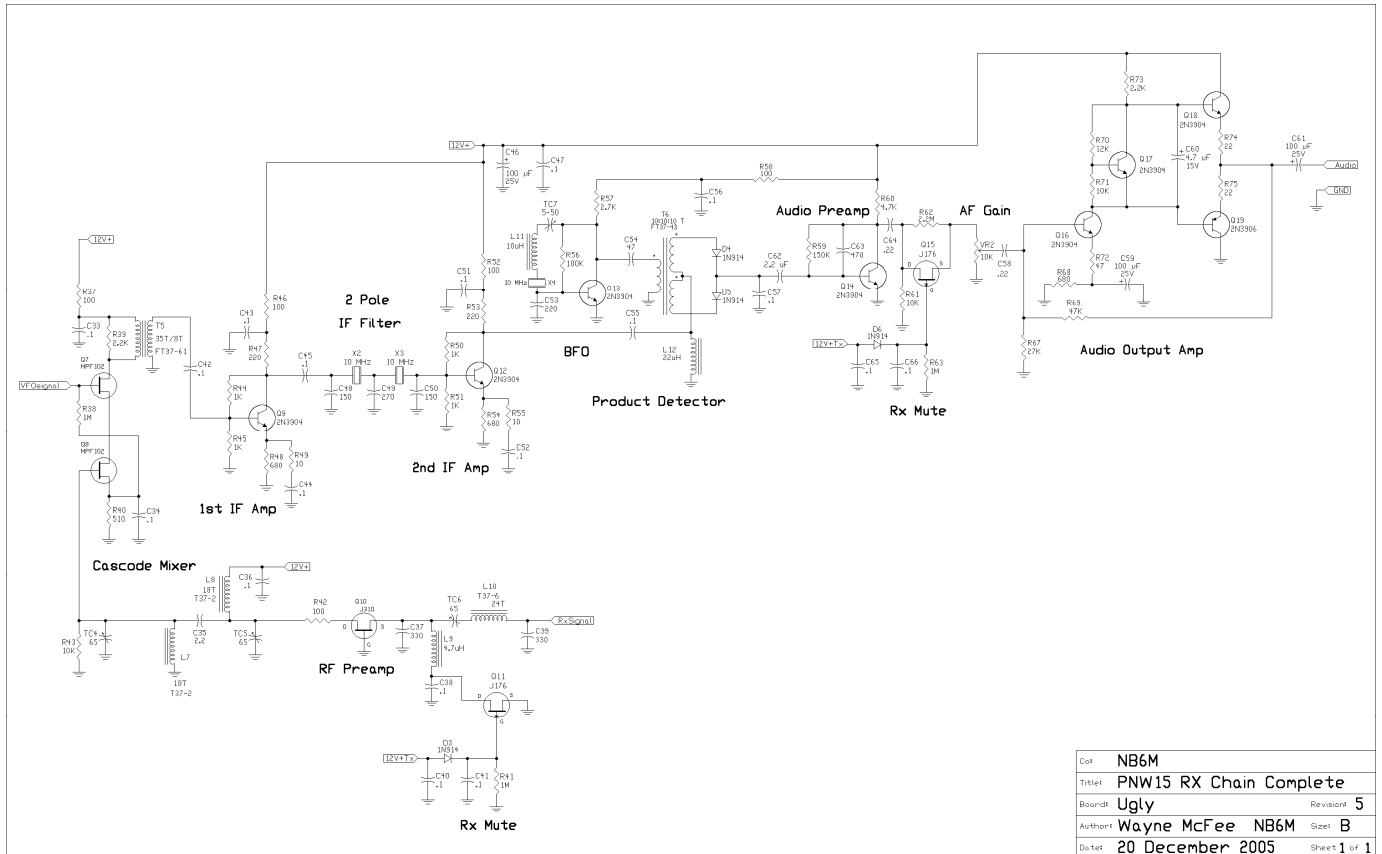 R73
2.2K
Q18
2N3904
R70
12K
Q17
2N3904
C60
4.7 µF
15V
R74
22
C61
100 µF
25V
Audio
GND
R71
10K
R75
22
Q19
2N3906
Q16
2N3904
R72
47
C59
100 µF
25V
R68
680
R69
47K
R67
27K
Audio Output Amp
12V+
C46
100 µF
25V
C47
.1
R58
100
C56
.1
R57
2.7K
TC7
5-50
L11
10uH
R56
100K
10 MHz
X4
C53
220
Q13
2N3904
C54
47
T6
10:10:10 T
FT37-43
D4
1N914
1N914
C57
.1
C62
2.2 uF
Audio Preamp
R59
150K
C63
470
R60
4.7K
Q14
2N3904
C64
.22
R62
2.2M
Q15
J176
D
S
G
R61
10K
AF Gain
VR2
10K
C58
.22
12V+Tx
D6
1N914
C65
.1
C66
.1
R63
1M
Rx Mute
BFO
C55
.1
L12
22uH
Product Detector
12V+
R37
100
C33
.1
R39
2.2K
T5
35T/8T
FT37-61
Q7
MPF102
VFOsignal
R38
1M
Q8
MPF102
R40
510
C34
.1
Cascode Mixer
C42
.1
R46
100
C43
.1
R47
220
R44
1K
R45
1K
Q9
2N3904
R48
680
R49
10
C44
.1
1st IF Amp
C45
.1
2 Pole
IF Filter
X2
10 MHz
X3
10 MHz
C48
150
C49
270
C50
150
R52
100
C51
.1
R53
220
R50
1K
R51
1K
Q12
2N3904
R54
680
R55
10
C52
.1
2nd IF Amp
R43
10K
TC4
65
L7
18T
T37-2
C35
2.2
L8
18T
T37-2
C36
.1
12V+
TC5
65
R42
100
Q10
J310
D
S
G
RF Preamp
C37
330
TC6
65
L10
T37-6
24T
RxSignal
C39
330
L9
4.7uH
C38
.1
Q11
J176
D
S
G
12V+Tx
D3
1N914
C40
.1
C41
.1
R41
1M
Rx Mute
Co: NB6M
Title: PNW15 RX Chain Complete
Board: Ugly Revision: 5
Author: Wayne McFee NB6M Size: B
Date: 20 December 2005 Sheet 1 of 1